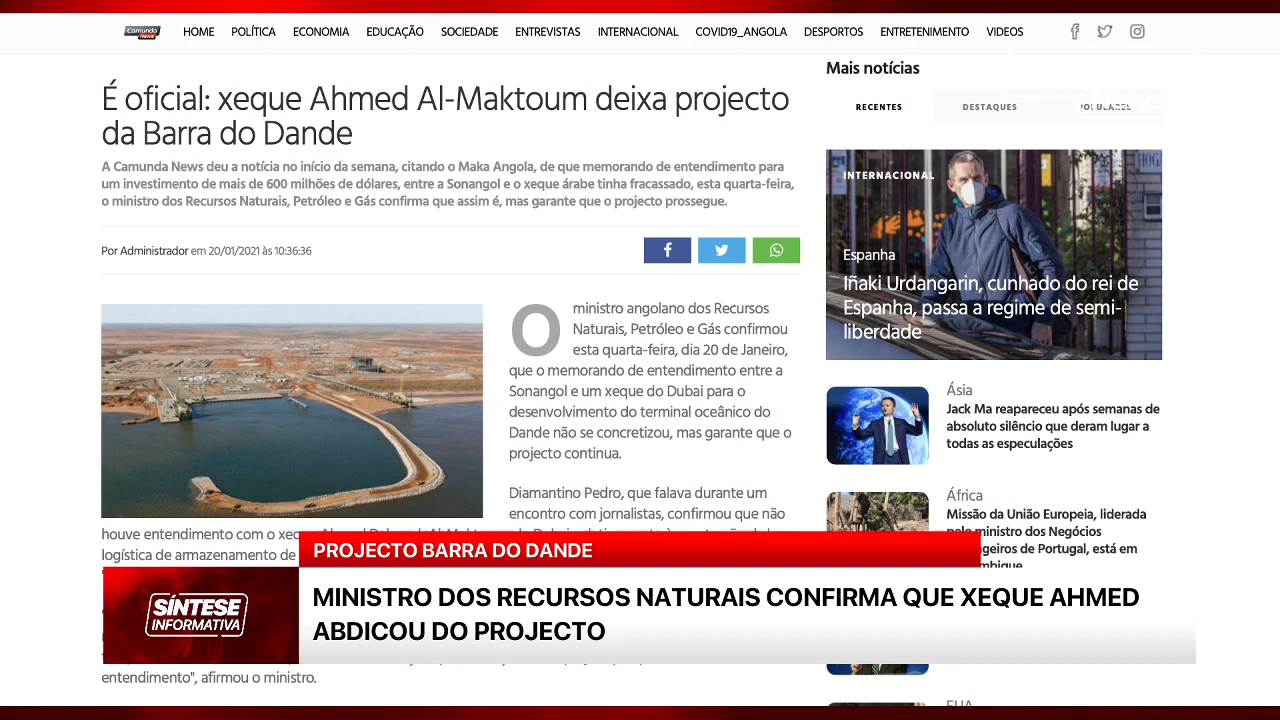 Camunda
News
HOME
POLÍTICA
ECONOMIA
EDUCAÇÃO
SOCIEDADE
ENTREVISTAS
INTERNACIONAL
COVID19_ANGOLA
DESPORTOS
ENTRETENIMENTO
VIDEOS
É oficial: xeque Ahmed Al-Maktoum deixa projecto
da Barra do Dande
A Camunda News deu a notícia no início da semana, citando o Maka Angola, de que memorando de entendimento para
um investimento de mais de 600 milhões de dólares, entre a Sonangol e o xeque árabe tinha fracassado, esta quarta-feira,
o ministro dos Recursos Naturais, Petróleo e Gás confirma que assim é, mas garante que o projecto prossegue.
Por Administrador em 20/01/2021 às 10:36:36
O ministro angolano dos Recursos
Naturais, Petróleo e Gás confirmou
esta quarta-feira, dia 20 de Janeiro,
que o memorando de entendimento entre a
Sonangol e um xeque do Dubai para o
desenvolvimento do terminal oceânico do
Dande não se concretizou, mas garante que o
projecto continua.
Diamantino Pedro, que falava durante um
encontro com jornalistas, confirmou que não
houve entendimento com o
logística de armazenamento de
entendimento", afirmou o ministro.
Mais notícias
RECENTES
DESTAQUES
POPULARES
INTERNACIONAL
Espanha
Iñaki Urdangarin, cunhado do rei de
Espanha, passa a regime de semi-
liberdade
Ásia
Jack Ma reapareceu após semanas de
absoluto silêncio que deram lugar a
todas as especulações
África
Missão da União Europeia, liderada
pelo ministro dos Negócios
de Portugal, está em
EUA
PROJECTO BARRA DO DANDE
SÍNTESE
INFORMATIVA
MINISTRO DOS RECURSOS NATURAIS CONFIRMA QUE XEQUE AHMED
ABDICOU DO PROJECTO